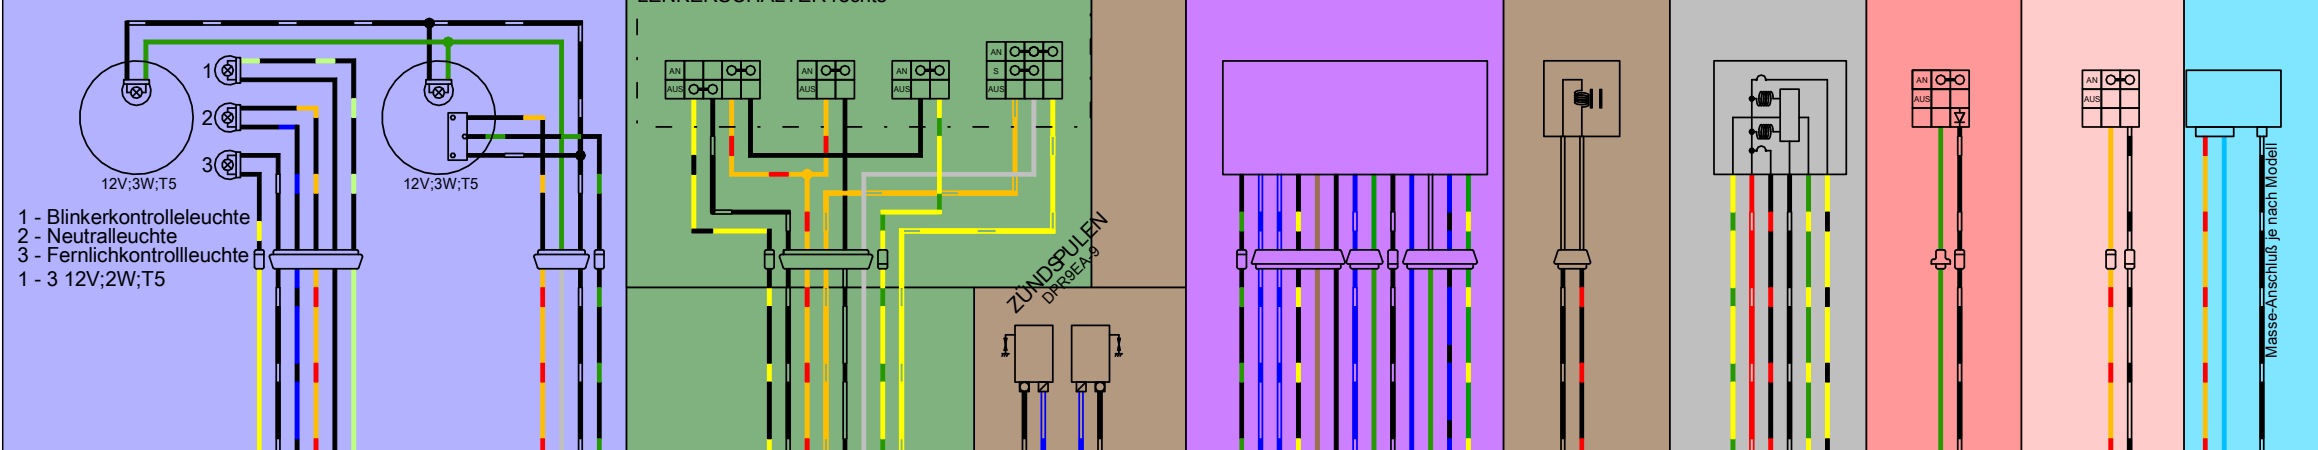 LENKERSCHALTER rechts
1
2
3
12V;3W;T5
12V;3W;T5
1 - Blinkerkontrolleleuchte
2 - Neutralleuchte
3 - Fernlichkontrollleuchte
1 - 3 12V;2W;T5
AN
AUS
AN
AUS
AN
AUS
AN
S
AUS
ZÜNDSPULEN
DPR9EA-9
AN
AUS
AN
AUS
Masse-Anschluß je nach Modell